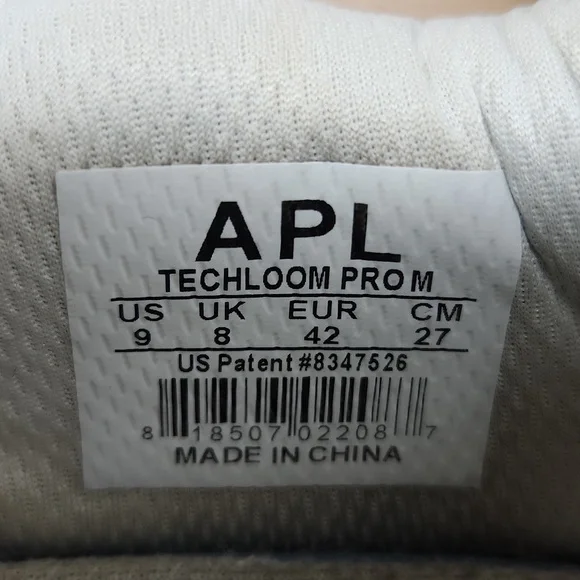 APL
TECHLOOM PRO M
US UK EUR CM
9 8 42 27
US Patent #8347526
8 18507 02208 7
MADE IN CHINA